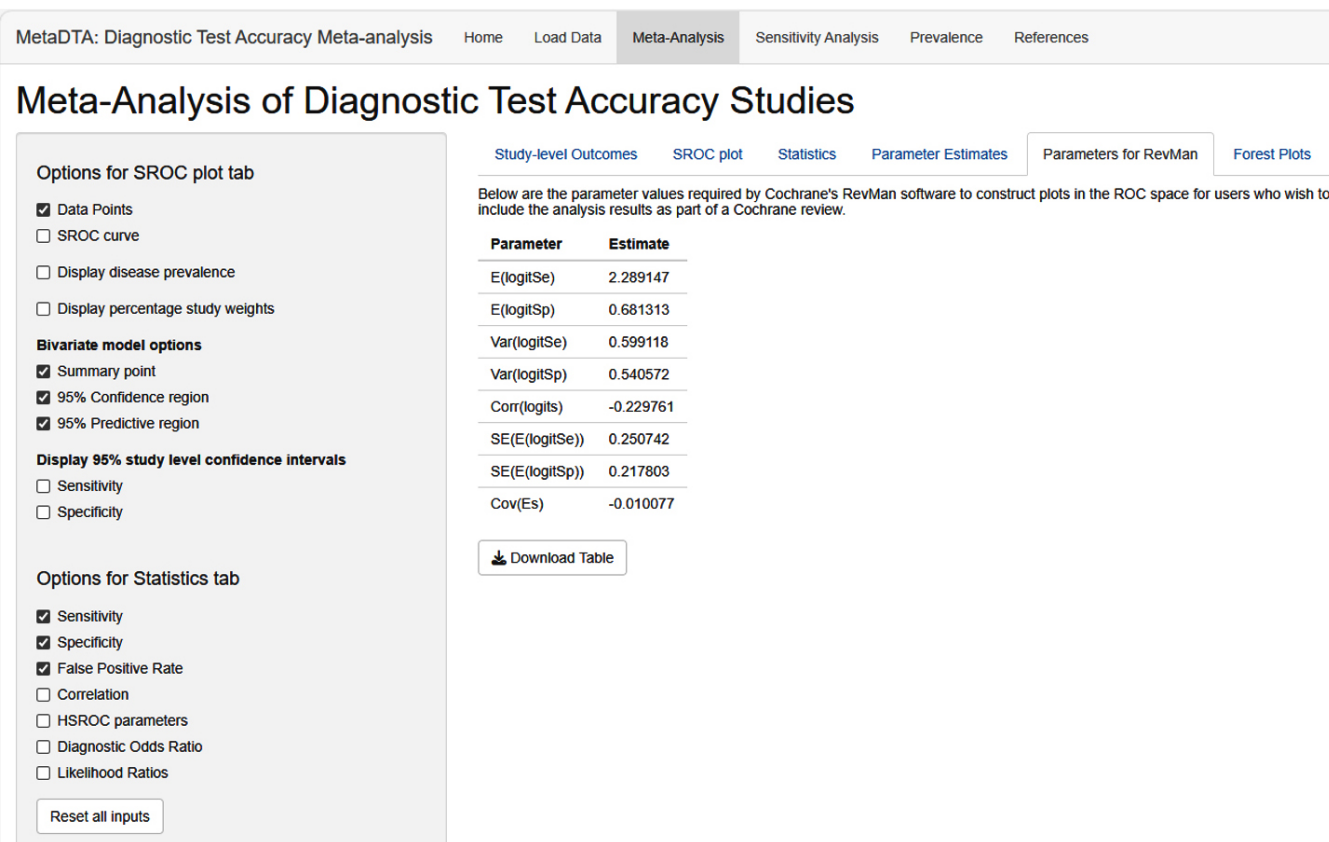 MetaDTA: Diagnostic Test Accuracy Meta-analysis Home Load Data Meta-Analysis Sensitivity Analysis Prevalence References
Meta-Analysis of Diagnostic Test Accuracy Studies
Options for SROC plot tab
Data Points
SROC curve
Display disease prevalence
Display percentage study weights
Bivariate model options
Summary point
95% Confidence region
95% Predictive region
Display 95% study level confidence intervals
Sensitivity
Specificity
Options for Statistics tab
Sensitivity
Specificity
False Positive Rate
Correlation
HSROC parameters
Diagnostic Odds Ratio
Likelihood Ratios
Reset all inputs
Study-level Outcomes SROC plot Statistics Parameter Estimates Parameters for RevMan Forest Plots
Below are the parameter values required by Cochrane's RevMan software to construct plots in the ROC space for users who wish to
include the analysis results as part of a Cochrane review.
Parameter Estimate
E(logitSe) 2.289147
E(logitSp) 0.681313
Var(logitSe) 0.599118
Var(logitSp) 0.540572
Corr(logits) -0.229761
SE(E(logitSe)) 0.250742
SE(E(logitSp)) 0.217803
Cov(Es) -0.010077
Download Table